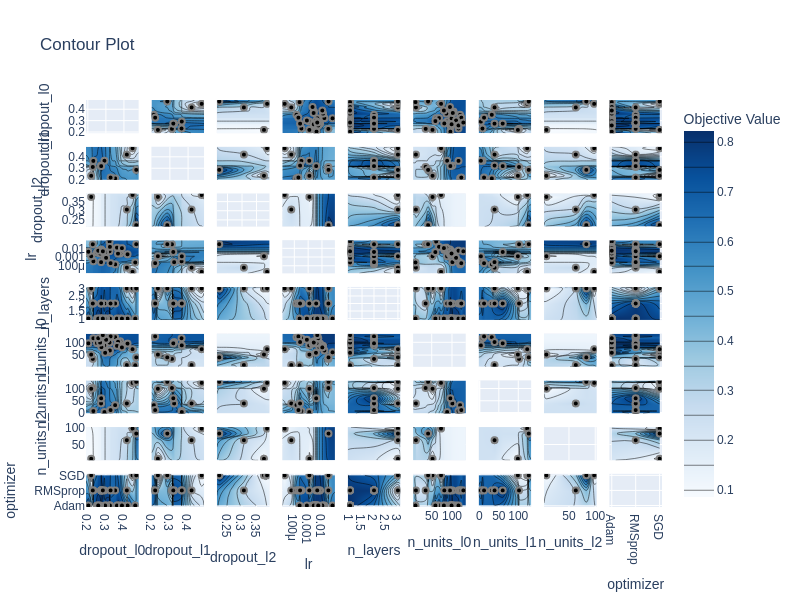 Contour Plot
Objective Value
0.8
0.7
0.6
0.5
0.4
0.3
0.2
0.1
dropout_l0
0.4
0.3
0.2
dropout_l1
0.4
0.3
0.2
dropout_l2
0.35
0.3
0.25
lr
0.01
0.001
100μ
n_layers
3
2.5
2
1.5
1
n_units_l0
100
50
n_units_l1
100
50
0
n_units_l2
100
50
optimizer
SGD
RMSprop
Adam
0.2 0.3 0.4
0.2 0.3 0.4
0.25 0.3 0.35
100μ 0.001 0.01
1 1.5 2 2.5 3
50 100
0 50 100
50 100
Adam RMSprop SGD
dropout_l0 dropout_l1 dropout_l2 lr n_layers n_units_l0 n_units_l1 n_units_l2 optimizer